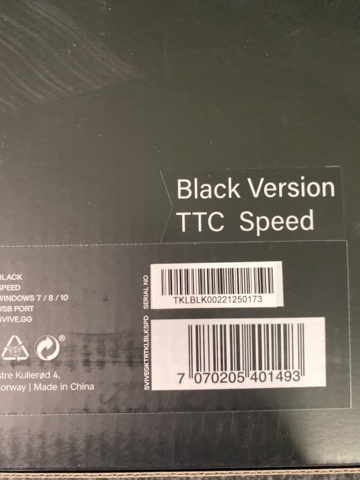 Black Version
TTC Speed
BLACK
SPEED
WINDOWS 7 / 8 / 10
USB PORT
SVIVE.GG
SERIAL NO
TKLBLK00221250173
SVIVEGKTRTKLBLKSPD
7 070205 401493
stre Kullerød 4,
orway | Made in China